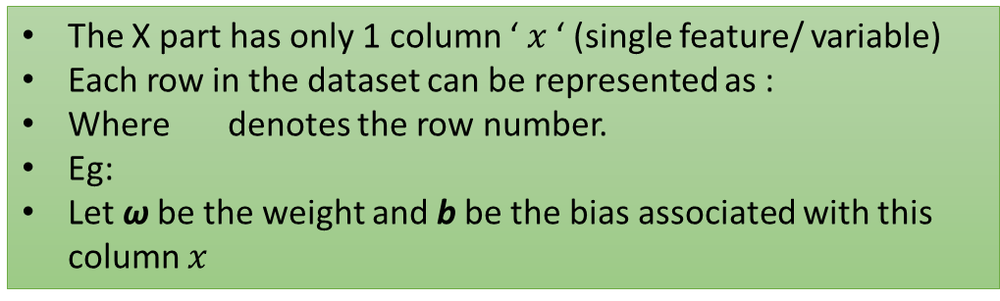 • The X part has only 1 column ‘ 𝑥 ‘ (single feature/ variable)
• Each row in the dataset can be represented as :
• Where denotes the row number.
• Eg:
• Let ω be the weight and b be the bias associated with this
column 𝑥